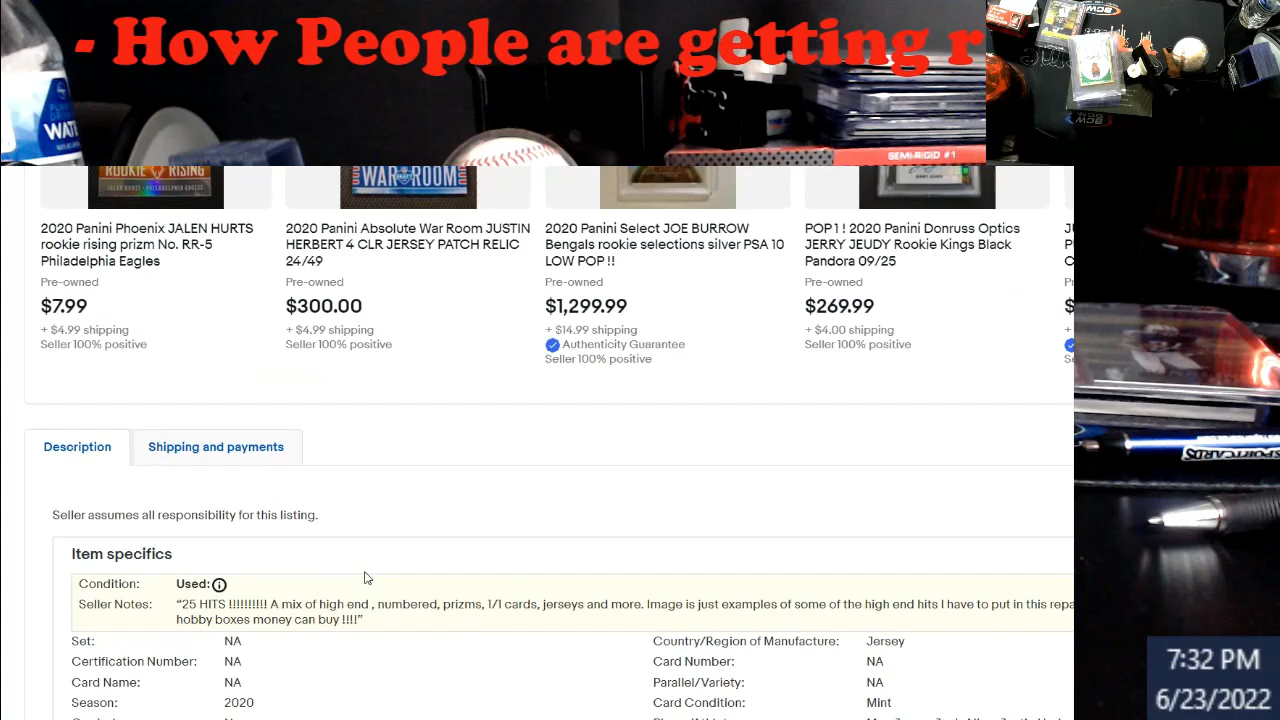 - How People are getting r
WAT
SEMI-RIGID #1
BCW
BCW
ROOKIE RISING
JALEN HURTS · PHILADELPHIA EAGLES
WAR ROOM
2020 Panini Phoenix JALEN HURTS
rookie rising prizm No. RR-5
Philadelphia Eagles
Pre-owned
$7.99
+ $4.99 shipping
Seller 100% positive
2020 Panini Absolute War Room JUSTIN
HERBERT 4 CLR JERSEY PATCH RELIC
24/49
Pre-owned
$300.00
+ $4.99 shipping
Seller 100% positive
2020 Panini Select JOE BURROW
Bengals rookie selections silver PSA 10
LOW POP !!
Pre-owned
$1,299.99
+ $14.99 shipping
Authenticity Guarantee
Seller 100% positive
POP 1 ! 2020 Panini Donruss Optics
JERRY JEUDY Rookie Kings Black
Pandora 09/25
Pre-owned
$269.99
+ $4.00 shipping
Seller 100% positive
Description
Shipping and payments
Seller assumes all responsibility for this listing.
Item specifics
Condition: Used:
Seller Notes: “25 HITS !!!!!!!!!! A mix of high end , numbered, prizms, 1/1 cards, jerseys and more. Image is just examples of some of the high end hits I have to put in this repa
hobby boxes money can buy !!!!”
Set: NA
Country/Region of Manufacture: Jersey
Certification Number: NA
Card Number: NA
Card Name: NA
Parallel/Variety: NA
Season: 2020
Card Condition: Mint
SPORTCARDS
7:32 PM
6/23/2022